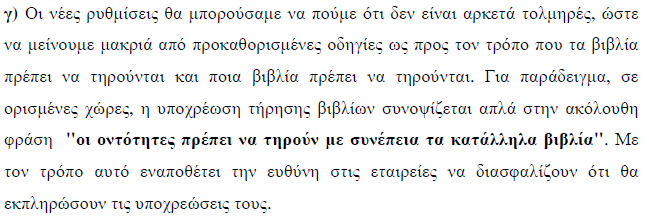 γ) Οι νέες ρυθμίσεις θα μπορούσαμε να πούμε ότι δεν είναι αρκετά τολμηρές, ώστε
να μείνουμε μακριά από προκαθορισμένες οδηγίες ως προς τον τρόπο που τα βιβλία
πρέπει να τηρούνται και ποια βιβλία πρέπει να τηρούνται. Για παράδειγμα, σε
ορισμένες χώρες, η υποχρέωση τήρησης βιβλίων συνοψίζεται απλά στην ακόλουθη
φράση "οι οντότητες πρέπει να τηρούν με συνέπεια τα κατάλληλα βιβλία". Με
τον τρόπο αυτό εναποθέτει την ευθύνη στις εταιρείες να διασφαλίζουν ότι θα
εκπληρώσουν τις υποχρεώσεις τους.